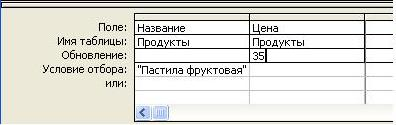 Поле: Название Цена
Имя таблицы: Продукты Продукты
Обновление: 35
Условие отбора: "Пастила фруктовая"
или: